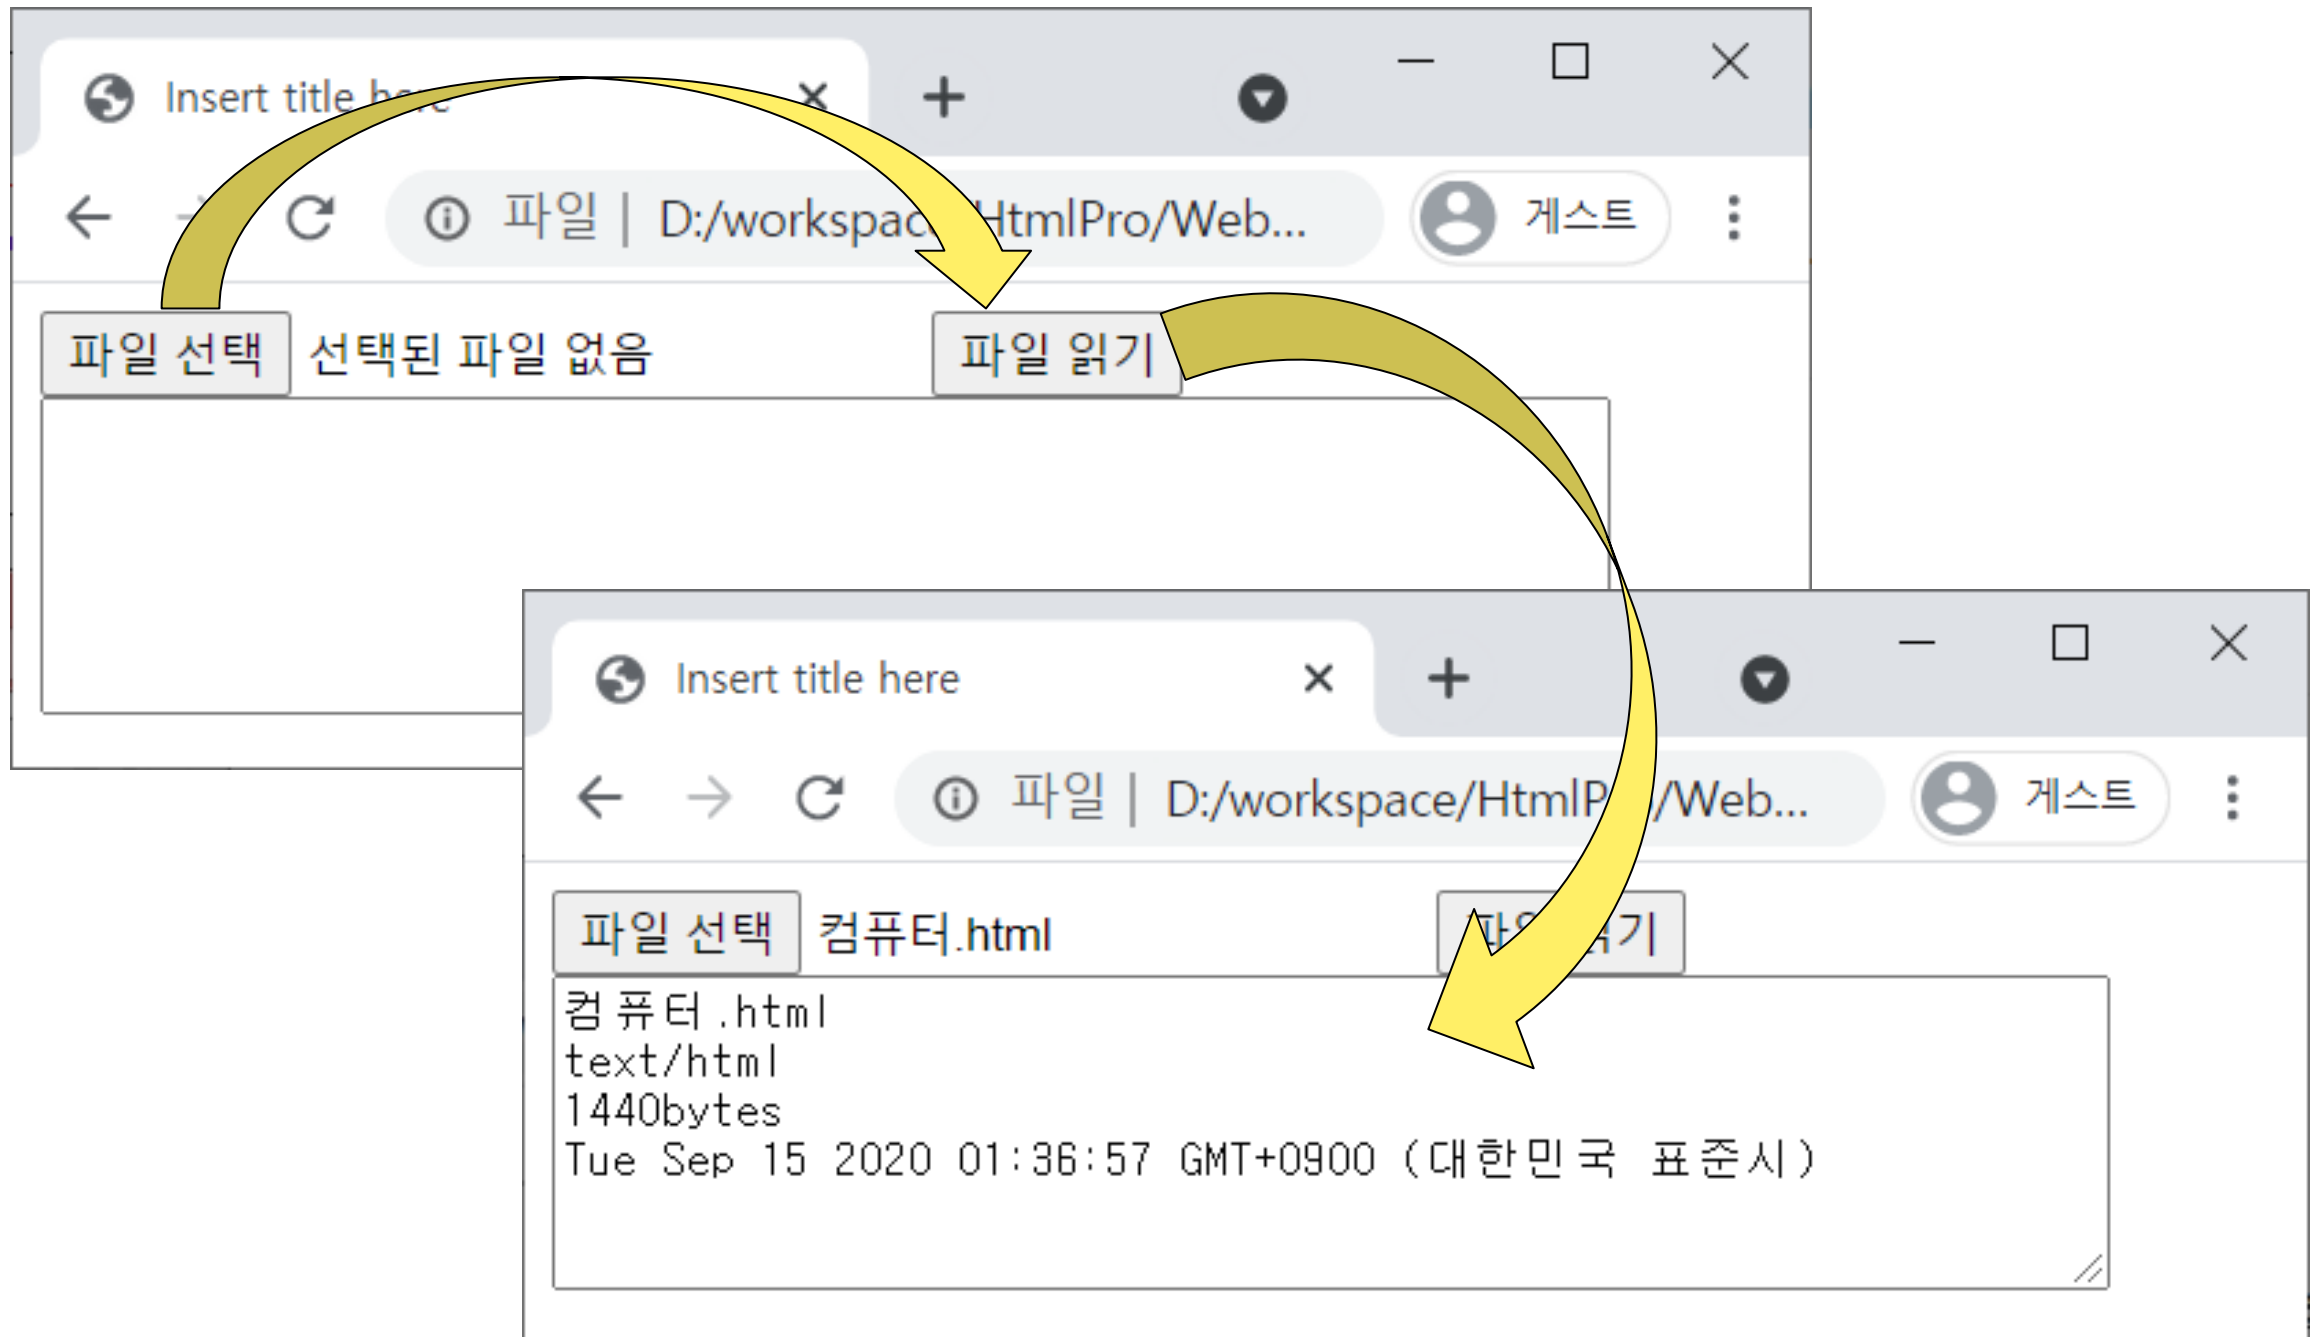 Insert title here
파일 | D:/workspac HtmlPro/Web...
게스트
파일 선택 선택된 파일 없음 파일 읽기
Insert title here
파일 | D:/workspace/HtmlP /Web...
게스트
파일 선택 컴퓨터.html
컴퓨터.html
text/html
1440bytes
Tue Sep 15 2020 01:36:57 GMT+0900 (대한민국 표준시)